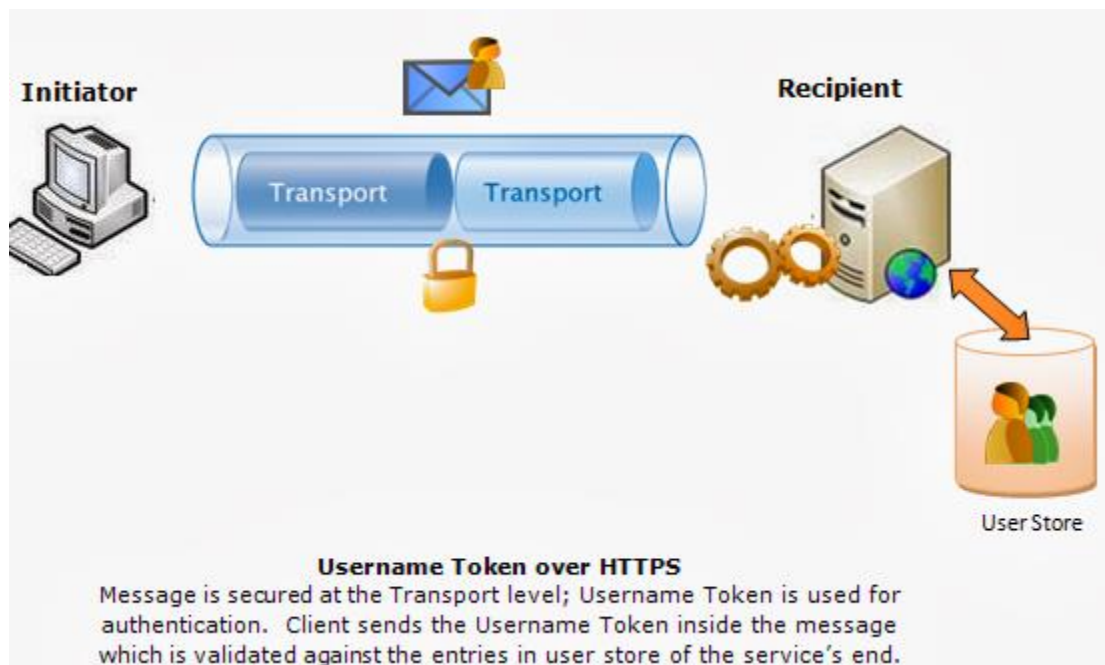 Initiator
Recipient
Transport
Transport
User Store
Username Token over HTTPS
Message is secured at the Transport level; Username Token is used for
authentication. Client sends the Username Token inside the message
which is validated against the entries in user store of the service's end.